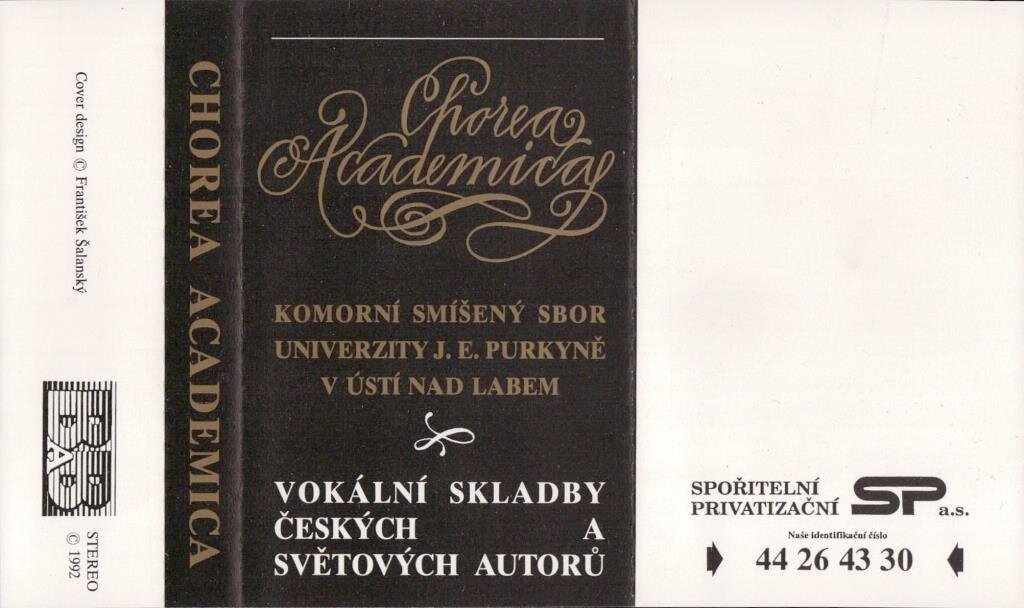 Cover design © František Šalanský
BAB
STEREO
© 1992
CHOREA ACADEMICA
Chorea
Academica
KOMORNÍ SMÍŠENÝ SBOR
UNIVERZITY J. E. PURKYNĚ
V ÚSTÍ NAD LABEM
VOKÁLNÍ SKLADBY
ČESKÝCH A
SVĚTOVÝCH AUTORŮ
SPOŘITELNÍ
PRIVATIZAČNÍ
SP a.s.
Naše identifikační číslo
44 26 43 30